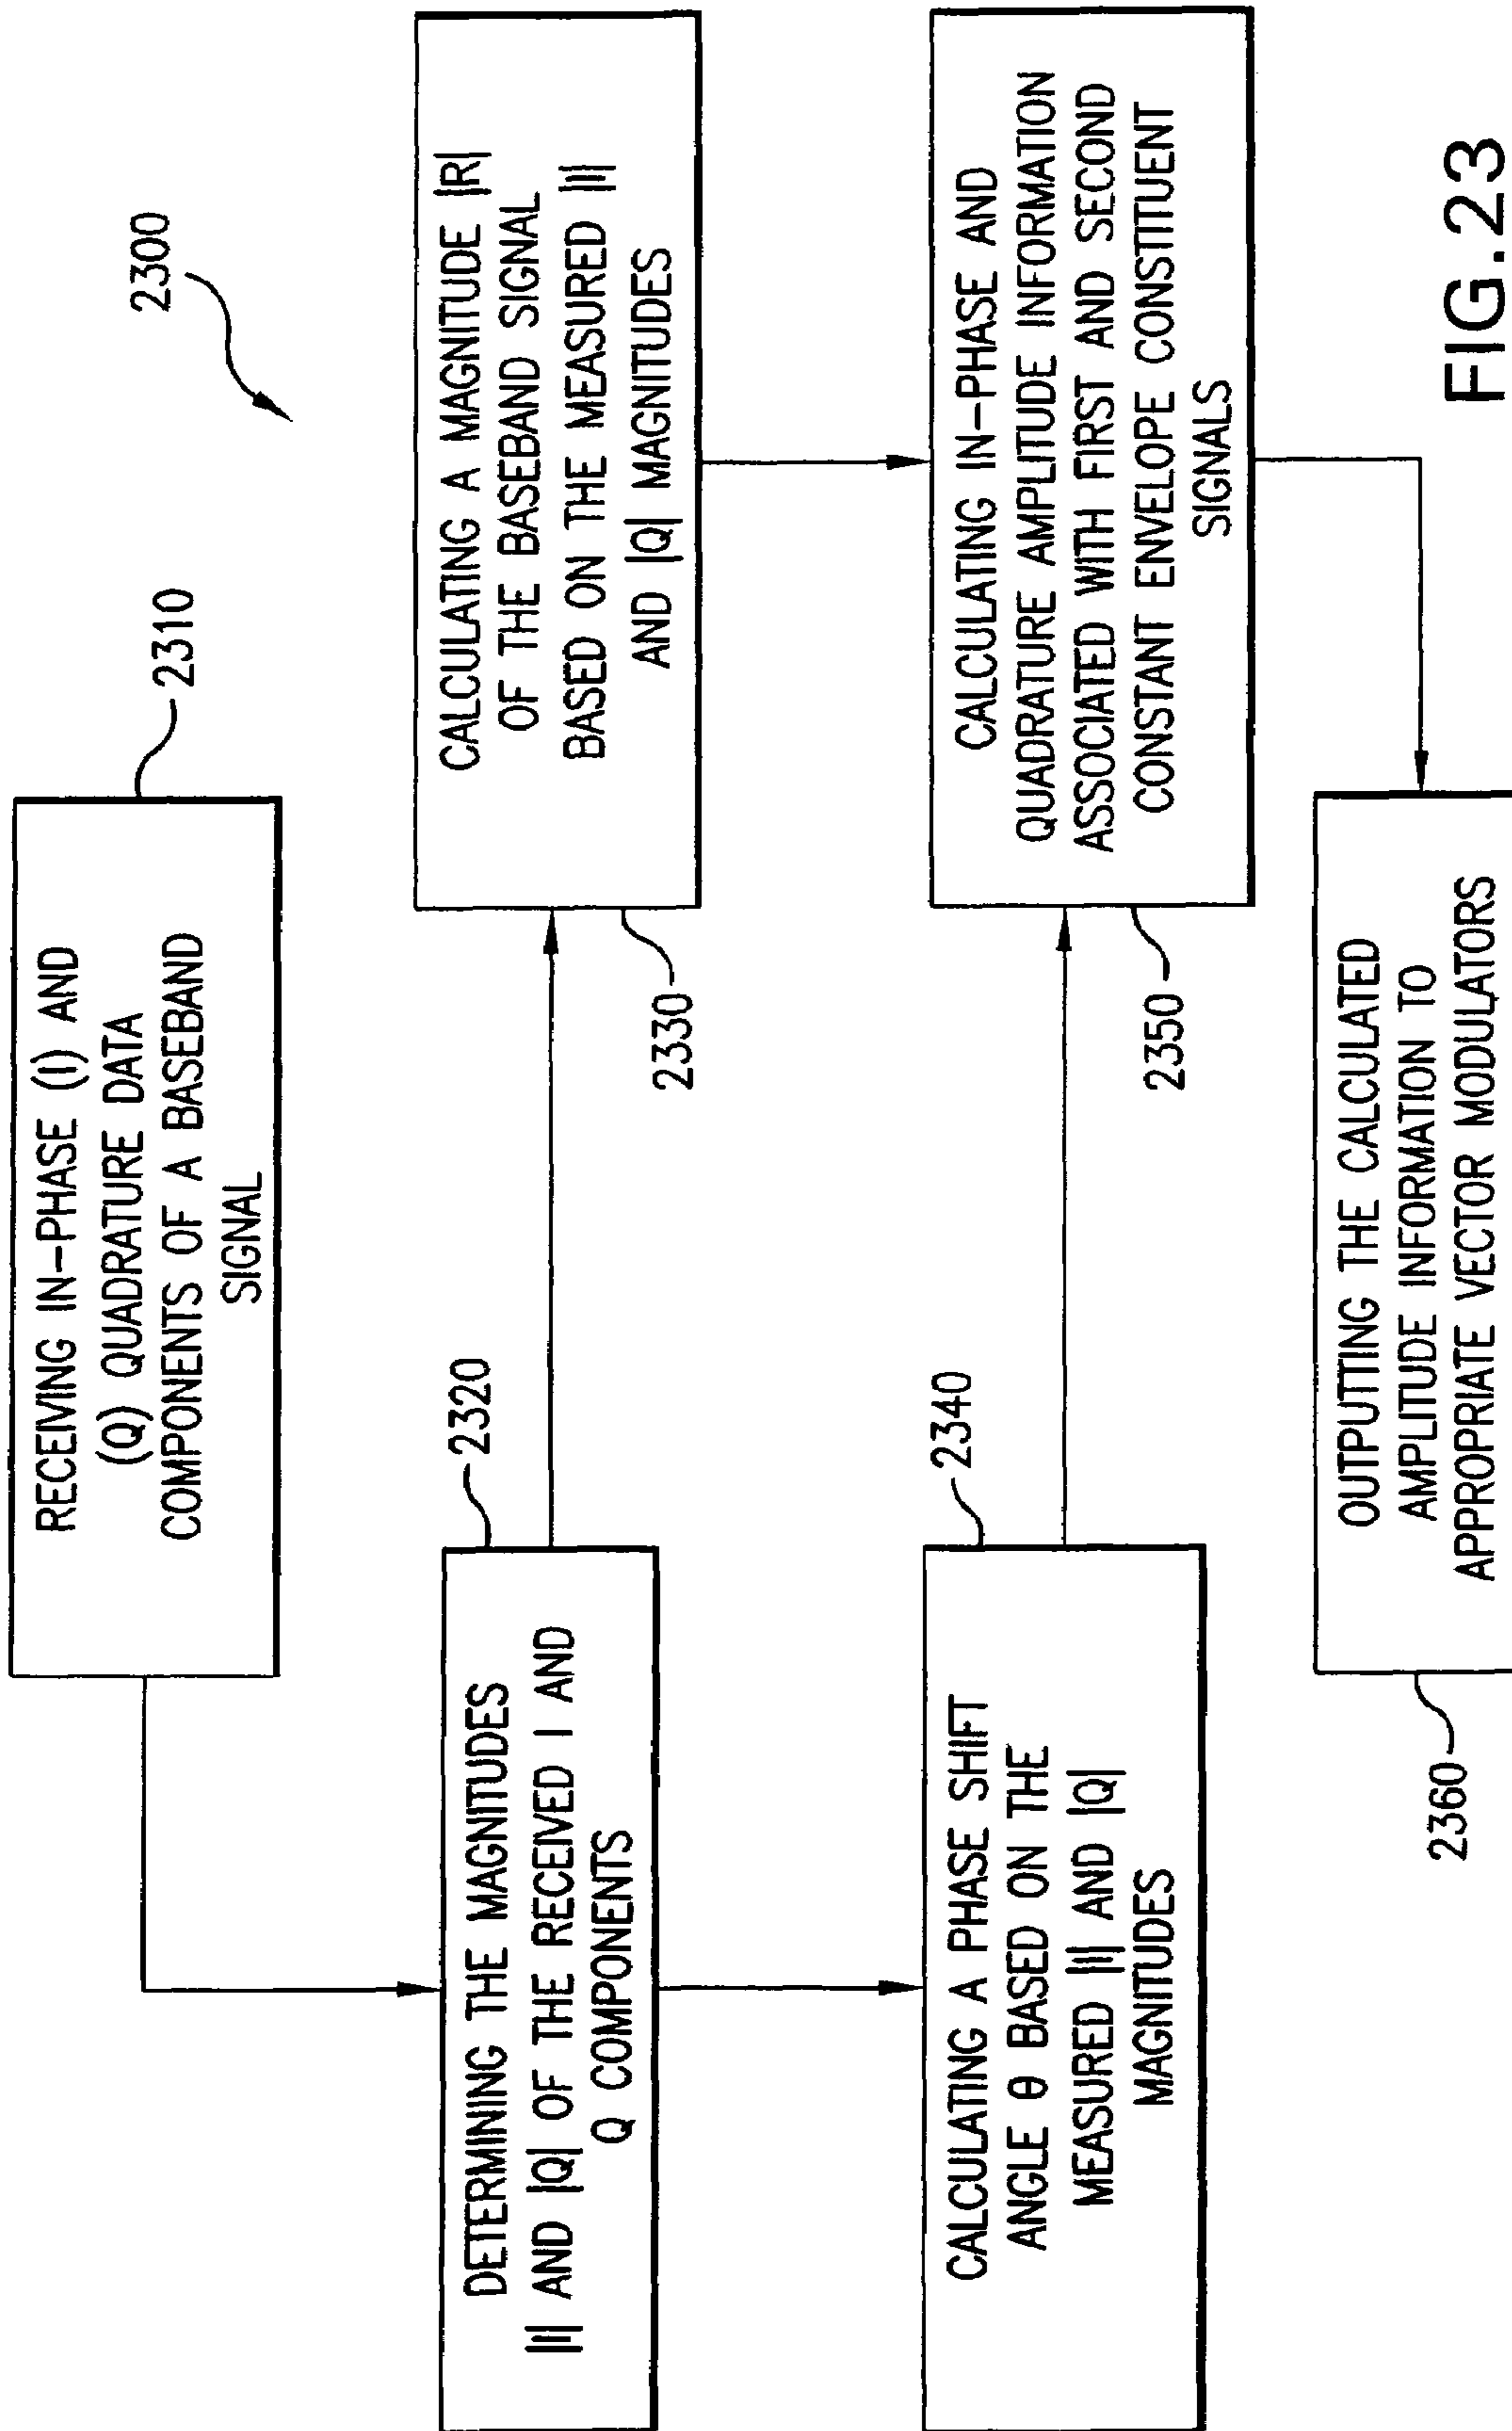 2300
RECEIVING IN-PHASE (I) AND
(Q) QUADRATURE DATA
COMPONENTS OF A BASEBAND
SIGNAL
2310
DETERMINING THE MAGNITUDES
|I| AND |Q| OF THE RECEIVED I AND
Q COMPONENTS
2320
CALCULATING A MAGNITUDE |R|
OF THE BASEBAND SIGNAL
BASED ON THE MEASURED |I|
AND |Q| MAGNITUDES
2330
CALCULATING A PHASE SHIFT
ANGLE θ BASED ON THE
MEASURED |I| AND |Q|
MAGNITUDES
2340
CALCULATING IN-PHASE AND
QUADRATURE AMPLITUDE INFORMATION
ASSOCIATED WITH FIRST AND SECOND
CONSTANT ENVELOPE CONSTITUENT
SIGNALS
2350
OUTPUTTING THE CALCULATED
AMPLITUDE INFORMATION TO
APPROPRIATE VECTOR MODULATORS
2360
FIG.23